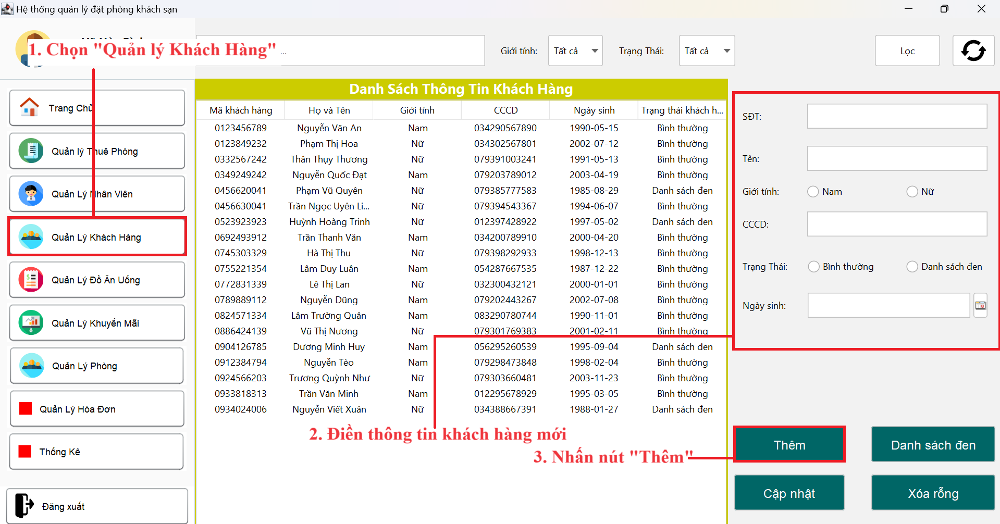 Hệ thống quản lý đặt phòng khách sạn
1. Chọn "Quản lý Khách Hàng"
...
Giới tính:
Tất cả
Trạng Thái:
Tất cả
Lọc
Trang Chủ
Quản lý Thuê Phòng
Quản Lý Nhân Viên
Quản Lý Khách Hàng
Quản Lý Đồ Ăn Uống
Quản Lý Khuyến Mãi
Quản Lý Phòng
Quản Lý Hóa Đơn
Thống Kê
Đăng xuất
Danh Sách Thông Tin Khách Hàng
Mã khách hàng Họ và Tên Giới tính CCCD Ngày sinh Trạng thái khách h...
0123456789 Nguyễn Văn An Nam 034290567890 1990-05-15 Bình thường
0123849232 Phạm Thị Hoa Nữ 034302567801 2002-07-12 Bình thường
0332567242 Thân Thụy Thương Nữ 079391003241 1991-05-13 Bình thường
0349249242 Nguyễn Quốc Đạt Nam 079203789012 2003-04-19 Bình thường
0456620041 Phạm Vũ Quyên Nữ 079385777583 1985-08-29 Danh sách đen
0456630041 Trần Ngọc Uyên Li... Nữ 079394543367 1994-06-07 Bình thường
0523923923 Huỳnh Hoàng Trinh Nữ 012397428922 1997-05-02 Danh sách đen
0692493912 Trần Thanh Văn Nam 034200789910 2000-04-20 Bình thường
0745303329 Hà Thị Thu Nữ 079398292933 1998-12-13 Bình thường
0755221354 Lâm Duy Luân Nam 054287667535 1987-12-22 Bình thường
0772831339 Lê Thị Lan Nữ 032300432121 2000-01-01 Bình thường
0789889112 Nguyễn Dũng Nam 079202443267 2002-07-08 Bình thường
0824571334 Lâm Trường Quân Nam 083290780744 1990-11-01 Bình thường
0886424139 Vũ Thị Nương Nữ 079301769383 2001-02-11 Bình thường
0904126785 Dương Minh Huy Nam 056295260539 1995-09-04 Danh sách đen
0912384794 Nguyễn Tèo Nam 079298473848 1998-02-04 Bình thường
0924566203 Trương Quỳnh Như Nữ 079303660481 2003-11-23 Bình thường
0933818313 Trần Văn Minh Nam 012295678929 1995-03-05 Bình thường
0934024006 Nguyễn Viết Xuân Nữ 034388667391 1988-01-27 Danh sách đen
2. Điền thông tin khách hàng mới
3. Nhấn nút "Thêm"
SĐT:
Tên:
Giới tính: Nam Nữ
CCCD:
Trạng Thái: Bình thường Danh sách đen
Ngày sinh:
Thêm
Danh sách đen
Cập nhật
Xóa rỗng